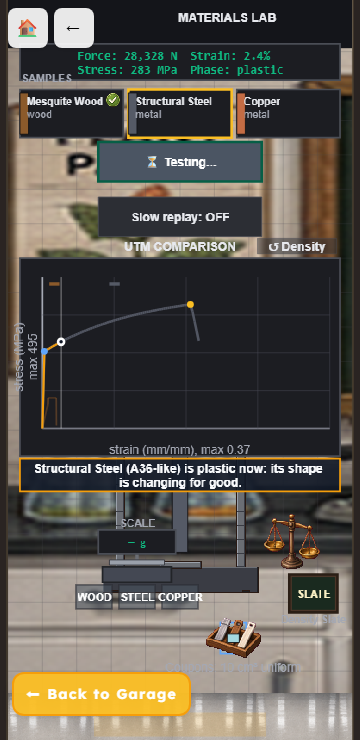 MATERIALS LAB
Force: 28,328 N Strain: 2.4%
Stress: 283 MPa Phase: plastic
SAMPLES
Mesquite Wood
wood
Structural Steel
metal
Copper
metal
⏳ Testing...
Slow replay: OFF
UTM COMPARISON
↺ Density
stress (MPa)
max 495
strain (mm/mm), max 0.37
Structural Steel (A36-like) is plastic now: its shape
is changing for good.
SCALE
– g
WOOD STEEL COPPER
SLATE
← Back to Garage